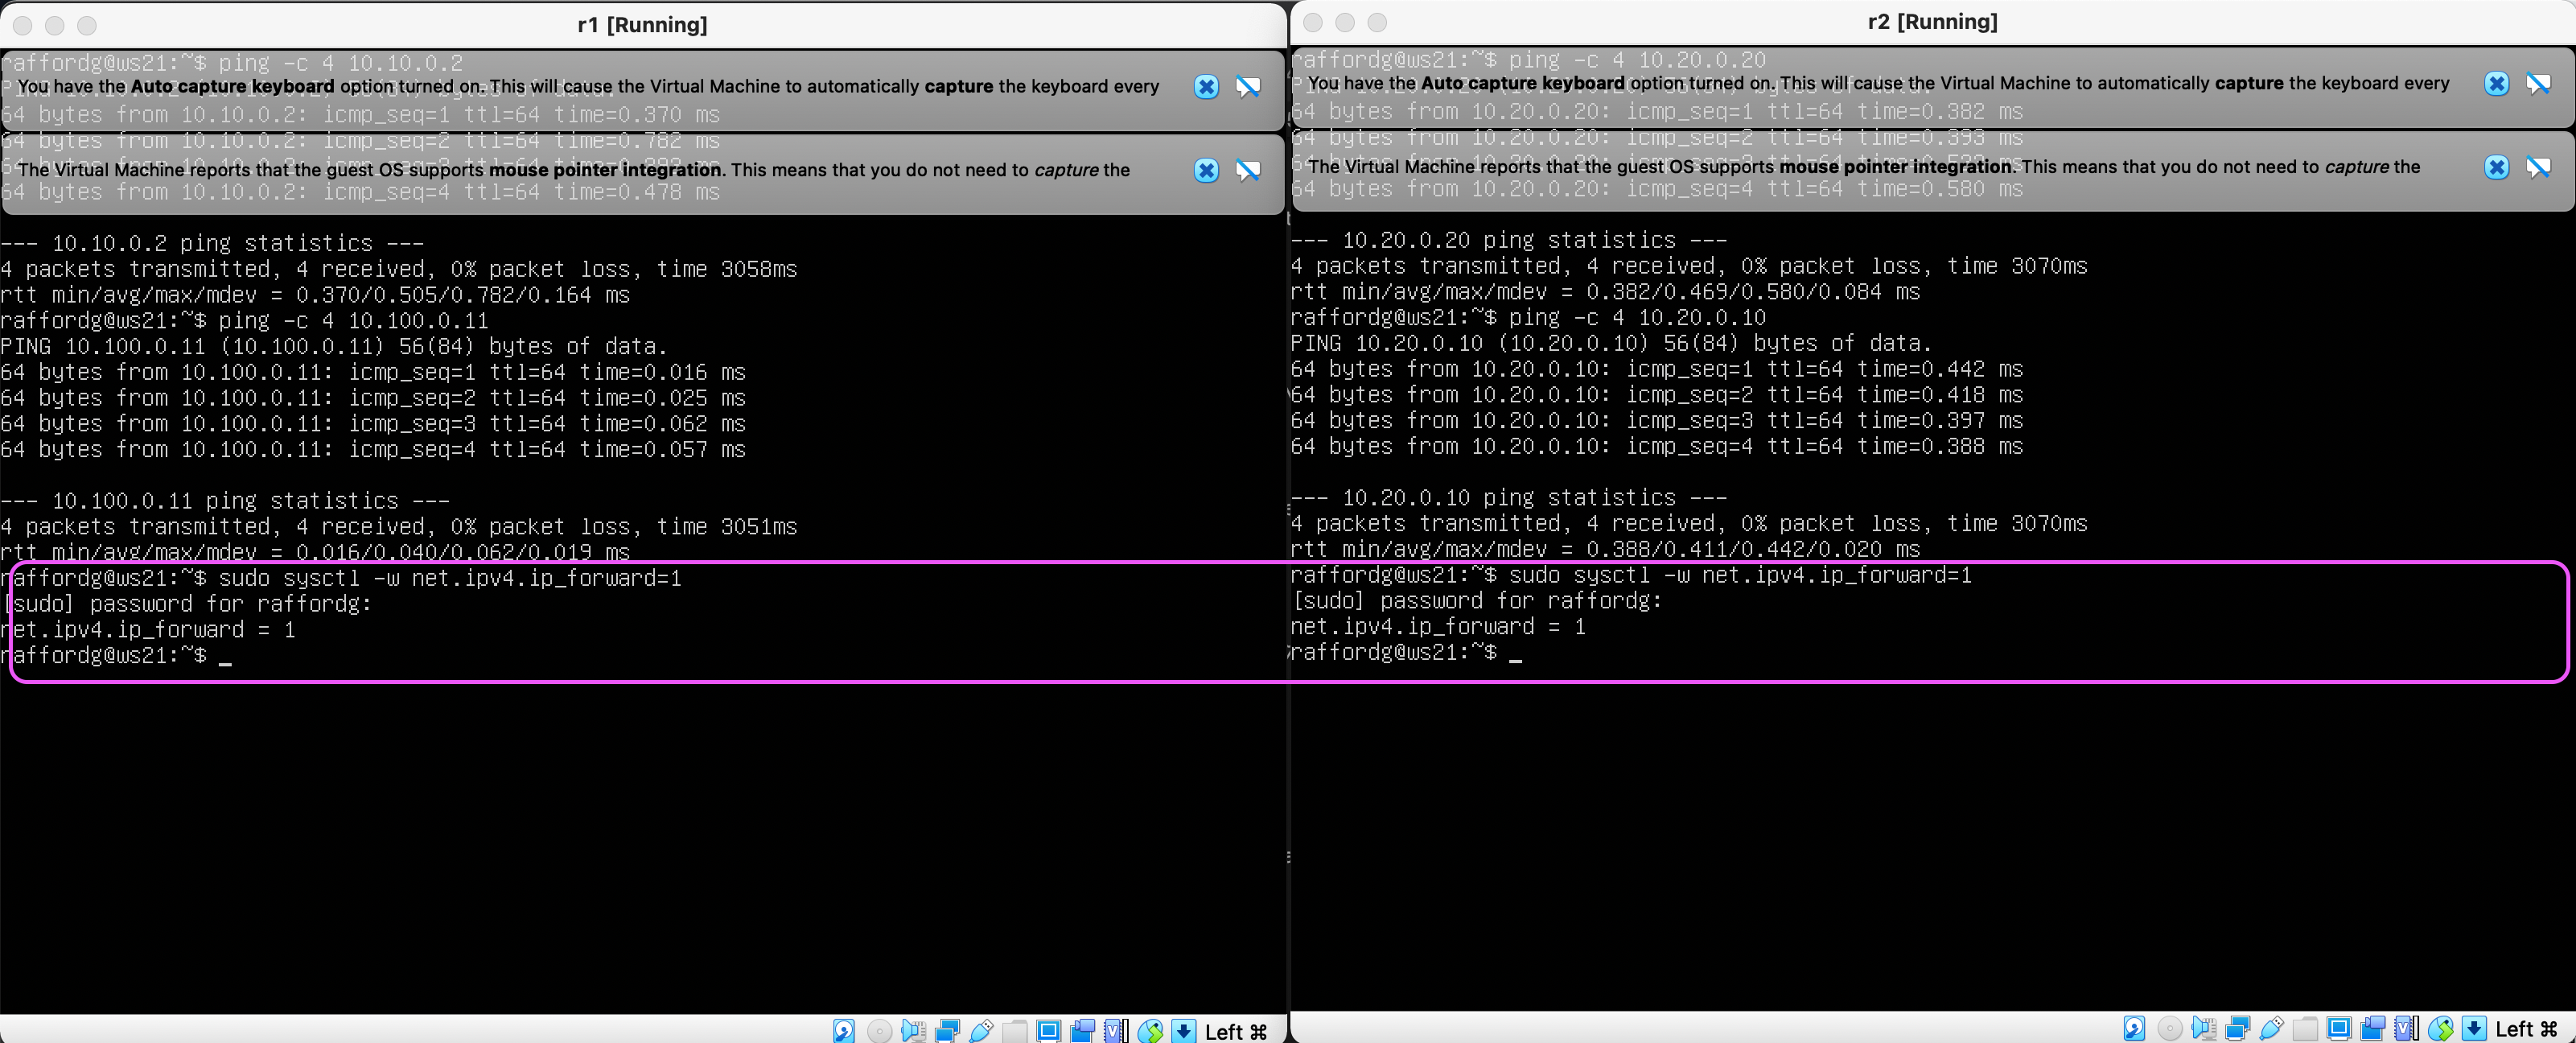 r1 [Running]
raffordg@ws21:~$ ping -c 4 10.10.0.2
You have the Auto capture keyboard option turned on. This will cause the Virtual Machine to automatically capture the keyboard every
64 bytes from 10.10.0.2: icmp_seq=1 ttl=64 time=0.370 ms
64 bytes from 10.10.0.2: icmp_seq=2 ttl=64 time=0.782 ms
The Virtual Machine reports that the guest OS supports mouse pointer integration. This means that you do not need to capture the
64 bytes from 10.10.0.2: icmp_seq=4 ttl=64 time=0.478 ms
--- 10.10.0.2 ping statistics ---
4 packets transmitted, 4 received, 0% packet loss, time 3058ms
rtt min/avg/max/mdev = 0.370/0.505/0.782/0.164 ms
raffordg@ws21:~$ ping -c 4 10.100.0.11
PING 10.100.0.11 (10.100.0.11) 56(84) bytes of data.
64 bytes from 10.100.0.11: icmp_seq=1 ttl=64 time=0.016 ms
64 bytes from 10.100.0.11: icmp_seq=2 ttl=64 time=0.025 ms
64 bytes from 10.100.0.11: icmp_seq=3 ttl=64 time=0.062 ms
64 bytes from 10.100.0.11: icmp_seq=4 ttl=64 time=0.057 ms
--- 10.100.0.11 ping statistics ---
4 packets transmitted, 4 received, 0% packet loss, time 3051ms
rtt min/avg/max/mdev = 0.016/0.040/0.062/0.019 ms
raffordg@ws21:~$ sudo sysctl -w net.ipv4.ip_forward=1
[sudo] password for raffordg:
net.ipv4.ip_forward = 1
raffordg@ws21:~$ _
Left ⌘
r2 [Running]
raffordg@ws21:~$ ping -c 4 10.20.0.20
You have the Auto capture keyboard option turned on. This will cause the Virtual Machine to automatically capture the keyboard every
64 bytes from 10.20.0.20: icmp_seq=1 ttl=64 time=0.382 ms
64 bytes from 10.20.0.20: icmp_seq=2 ttl=64 time=0.393 ms
The Virtual Machine reports that the guest OS supports mouse pointer integration. This means that you do not need to capture the
64 bytes from 10.20.0.20: icmp_seq=4 ttl=64 time=0.580 ms
--- 10.20.0.20 ping statistics ---
4 packets transmitted, 4 received, 0% packet loss, time 3070ms
rtt min/avg/max/mdev = 0.382/0.469/0.580/0.084 ms
raffordg@ws21:~$ ping -c 4 10.20.0.10
PING 10.20.0.10 (10.20.0.10) 56(84) bytes of data.
64 bytes from 10.20.0.10: icmp_seq=1 ttl=64 time=0.442 ms
64 bytes from 10.20.0.10: icmp_seq=2 ttl=64 time=0.418 ms
64 bytes from 10.20.0.10: icmp_seq=3 ttl=64 time=0.397 ms
64 bytes from 10.20.0.10: icmp_seq=4 ttl=64 time=0.388 ms
--- 10.20.0.10 ping statistics ---
4 packets transmitted, 4 received, 0% packet loss, time 3070ms
rtt min/avg/max/mdev = 0.388/0.411/0.442/0.020 ms
raffordg@ws21:~$ sudo sysctl -w net.ipv4.ip_forward=1
[sudo] password for raffordg:
net.ipv4.ip_forward = 1
raffordg@ws21:~$ _
Left ⌘